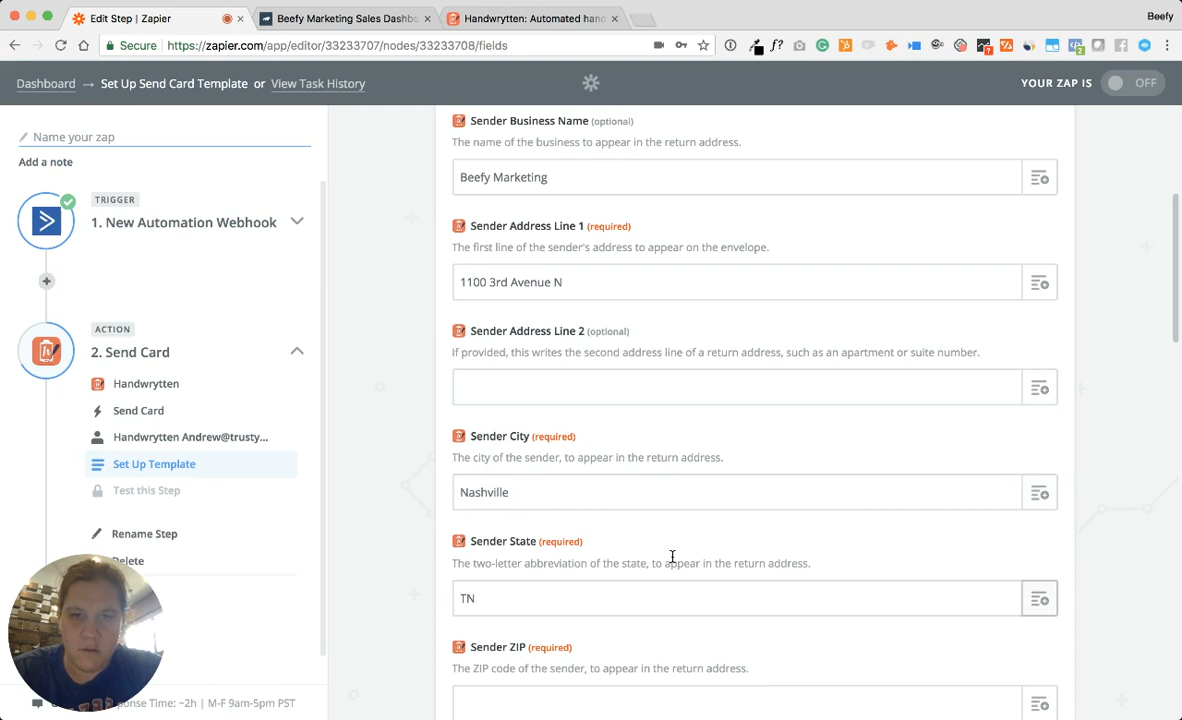 Edit Step | Zapier
Beefy Marketing Sales Dashbo
Handwrytten: Automated hand
Beefy
Secure
https://zapier.com/app/editor/33233707/nodes/33233708/fields
Dashboard → Set Up Send Card Template or View Task History
YOUR ZAP IS OFF
Name your zap
Add a note
TRIGGER
1. New Automation Webhook
ACTION
2. Send Card
Handwrytten
Send Card
Handwrytten Andrew@trusty...
Set Up Template
Test this Step
Rename Step
Delete
ponse Time: ~2h | M-F 9am-5pm PST
Sender Business Name (optional)
The name of the business to appear in the return address.
Beefy Marketing
Sender Address Line 1 (required)
The first line of the sender's address to appear on the envelope.
1100 3rd Avenue N
Sender Address Line 2 (optional)
If provided, this writes the second address line of a return address, such as an apartment or suite number.
Sender City (required)
The city of the sender, to appear in the return address.
Nashville
Sender State (required)
The two-letter abbreviation of the state, to appear in the return address.
TN
Sender ZIP (required)
The ZIP code of the sender, to appear in the return address.